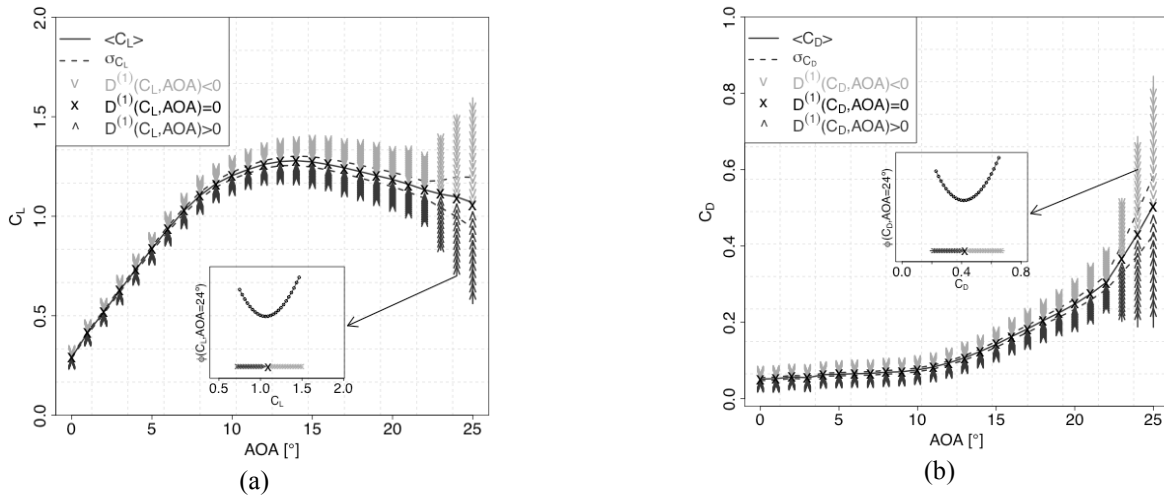 2.0
1.5
1.0
0.5
0.0
C_L
<C_L>
σ_{C_L}
D^{(1)}(C_L,AOA)<0
D^{(1)}(C_L,AOA)=0
D^{(1)}(C_L,AOA)>0
ϕ(C_L,AOA=24°)
0.5 1.0 1.5 2.0
C_L
0 5 10 15 20 25
AOA [°]
(a)
1.0
0.8
0.6
0.4
0.2
0.0
C_D
<C_D>
σ_{C_D}
D^{(1)}(C_D,AOA)<0
D^{(1)}(C_D,AOA)=0
D^{(1)}(C_D,AOA)>0
ϕ(C_D,AOA=24°)
0.0 0.4 0.8
C_D
0 5 10 15 20 25
AOA [°]
(b)